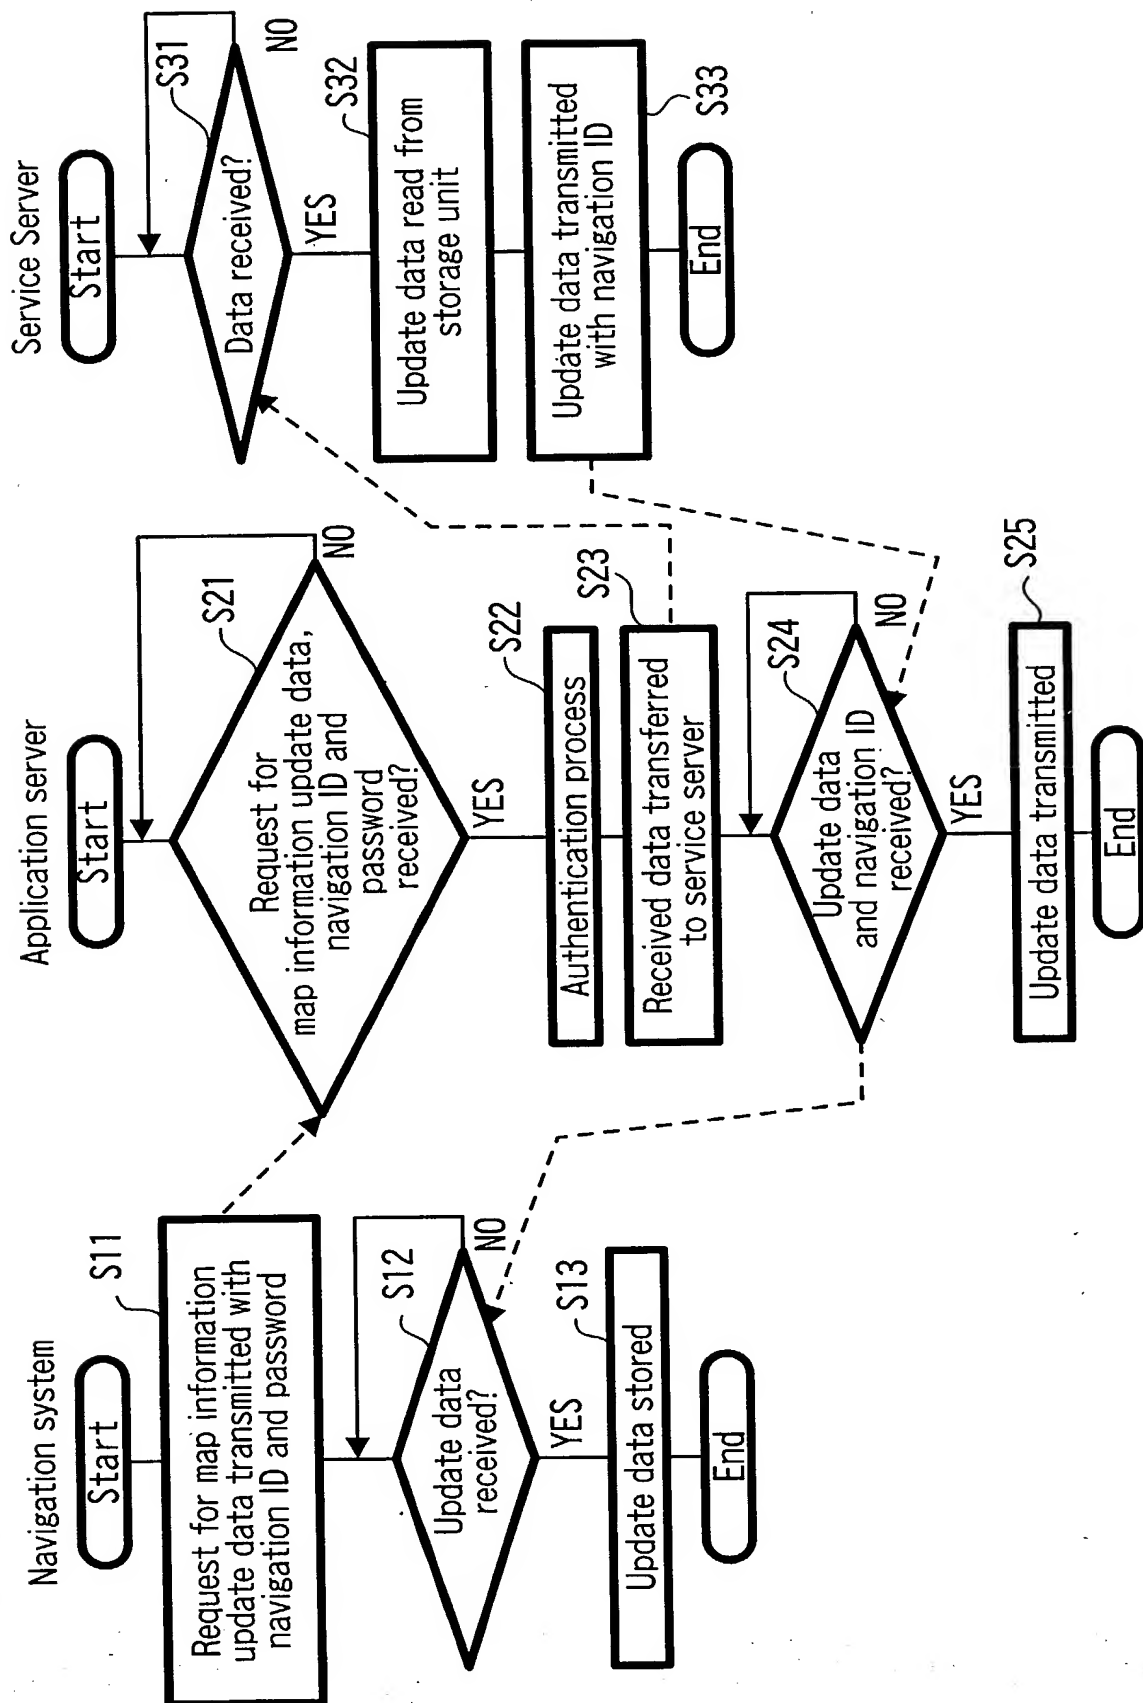 Navigation system
Start
S11
Request for map information
update data transmitted with
navigation ID and password
S12
Update data
received?
NO
YES
S13
Update data stored
End
Application server
Start
S21
Request for
map information update data,
navigation ID and
password
received?
NO
YES
S22
Authentication process
S23
Received data transferred
to service server
S24
Update data
and navigation ID
received?
NO
YES
S25
Update data transmitted
End
Service Server
Start
S31
Data received?
NO
YES
S32
Update data read from
storage unit
Update data transmitted
with navigation ID
S33
End